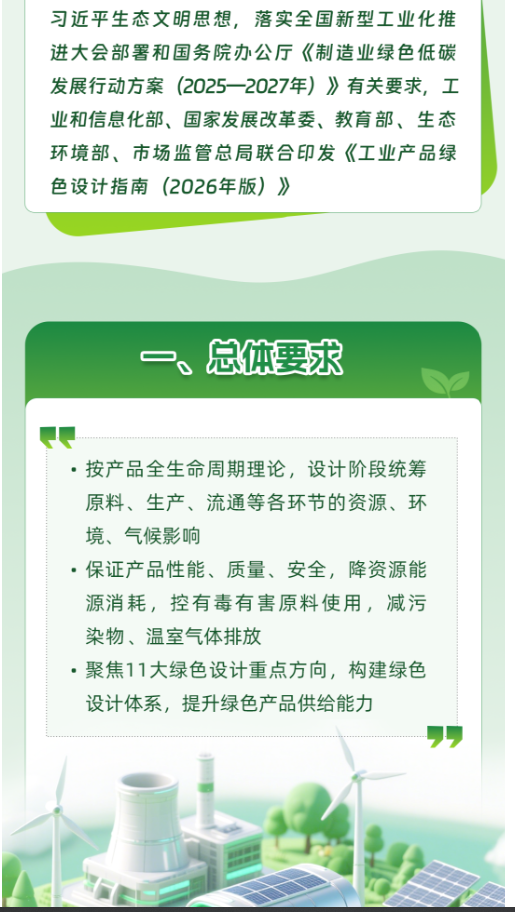 习近平生态文明思想，落实全国新型工业化推
进大会部署和国务院办公厅《制造业绿色低碳
发展行动方案（2025—2027年）》有关要求，工
业和信息化部、国家发展改革委、教育部、生态
环境部、市场监管总局联合印发《工业产品绿
色设计指南（2026年版）》
一、总体要求
• 按产品全生命周期理论，设计阶段统筹
原料、生产、流通等各环节的资源、环
境、气候影响
• 保证产品性能、质量、安全，降资源能
源消耗，控有毒有害原料使用，减污
染物、温室气体排放
• 聚焦11大绿色设计重点方向，构建绿色
设计体系，提升绿色产品供给能力